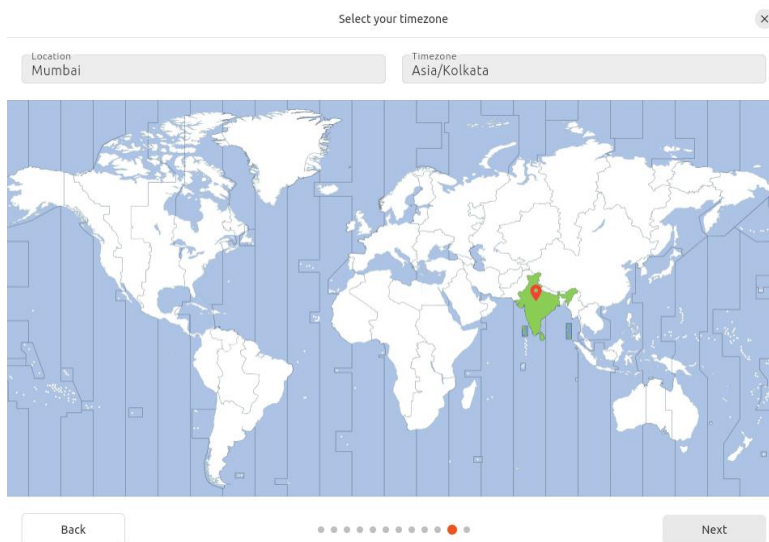 Select your timezone
Location
Mumbai
Timezone
Asia/Kolkata
Back
Next